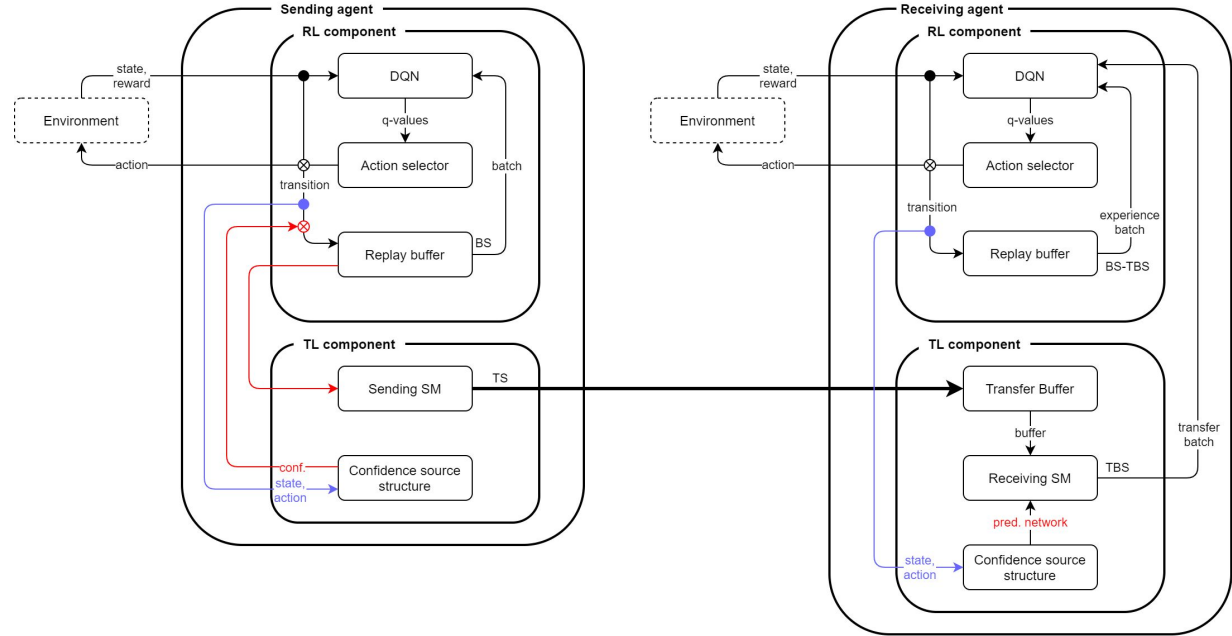 Sending agent
RL component
state,
reward
DQN
Environment
q-values
action
Action selector
batch
transition
Replay buffer
BS
TL component
Sending SM
TS
conf.
state,
action
Confidence source
structure
Receiving agent
RL component
state,
reward
DQN
Environment
q-values
action
Action selector
transition
experience
batch
Replay buffer
BS-TBS
TL component
Transfer Buffer
buffer
transfer
batch
Receiving SM
TBS
pred. network
state,
action
Confidence source
structure